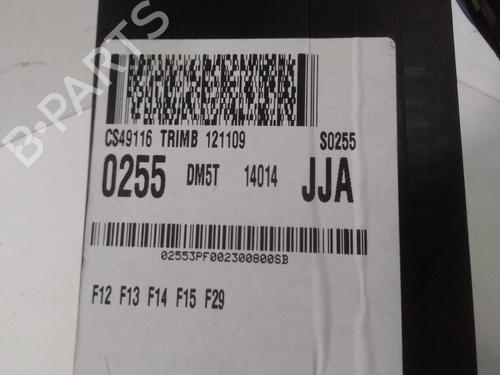 B-PARTS
CS49116 TRIMB 121109 S0255
0255 DM5T 14014 JJA
02553PF002300800SB
F12 F13 F14 F15 F29